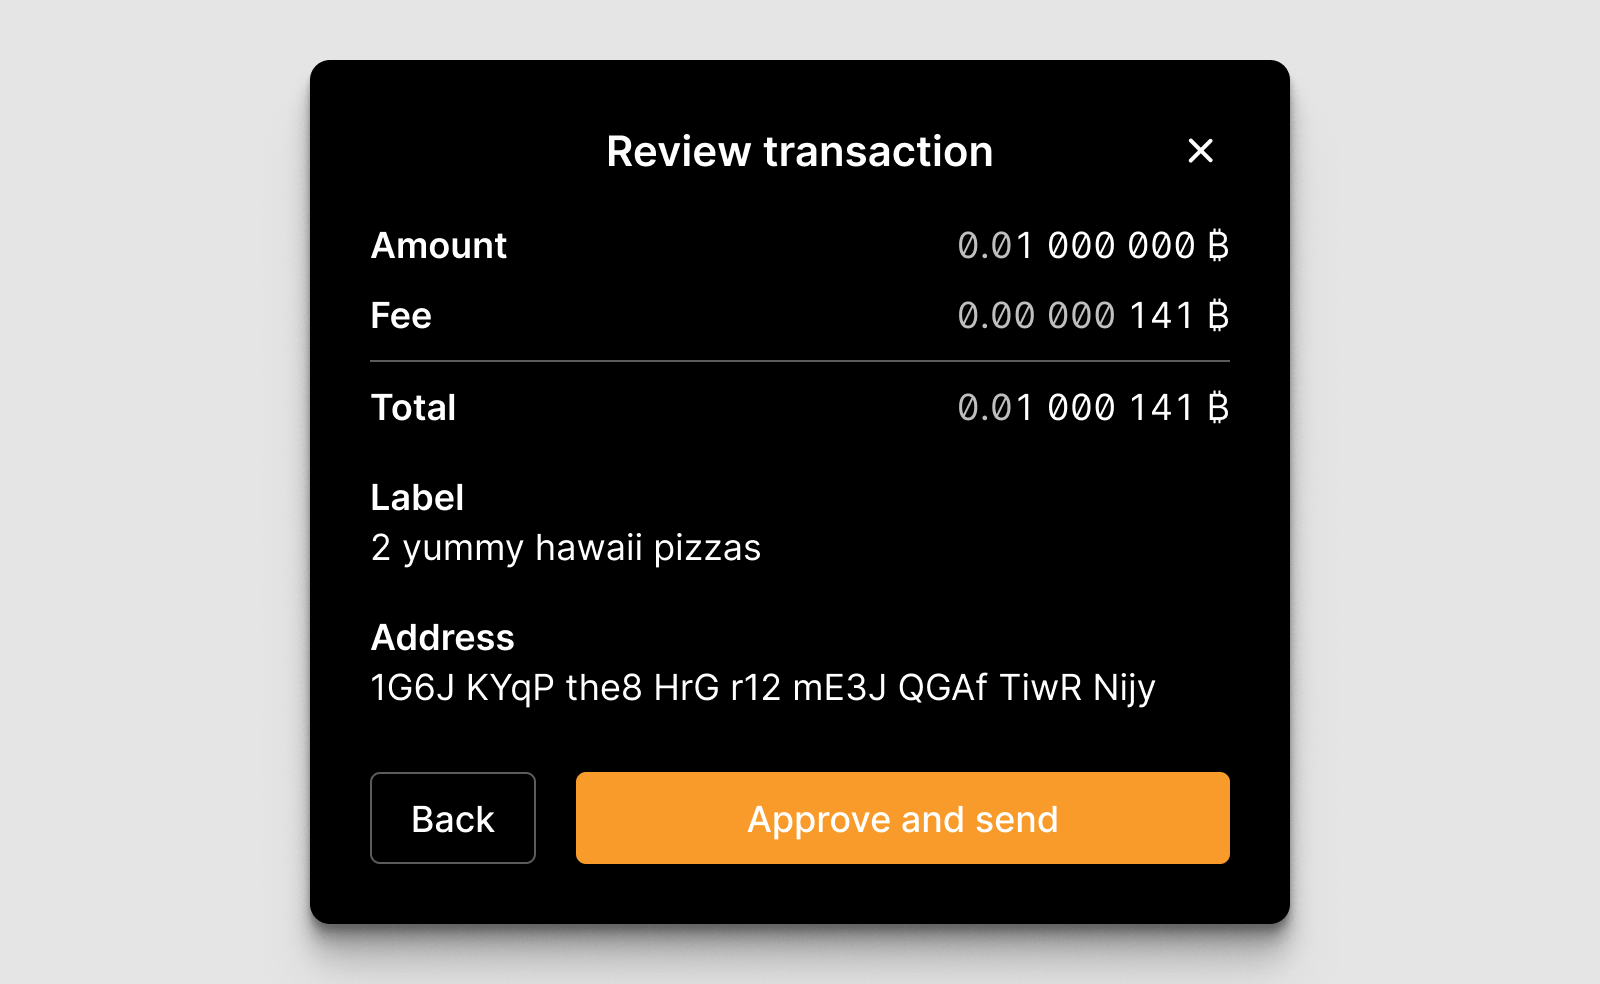 Review transaction
Amount 0.01 000 000 ₿
Fee 0.00 000 141 ₿
Total 0.01 000 141 ₿
Label
2 yummy hawaii pizzas
Address
1G6J KYqP the8 HrG r12 mE3J QGAf TiwR Nijy
Back Approve and send